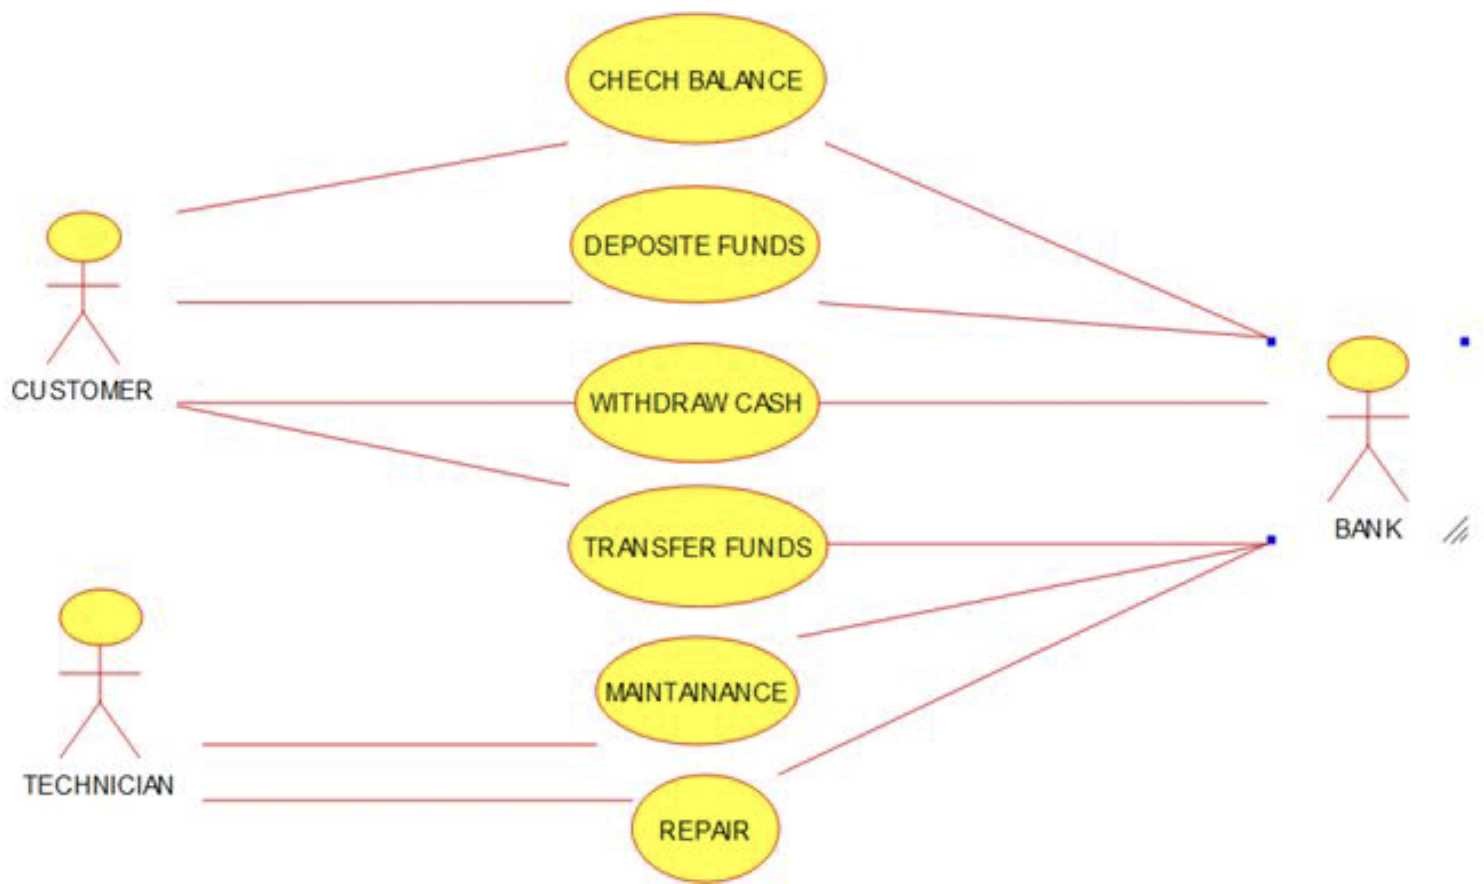 CHECH BALANCE
DEPOSITE FUNDS
CUSTOMER
WITHDRAW CASH
BANK
TRANSFER FUNDS
MAINTAINANCE
TECHNICIAN
REPAIR